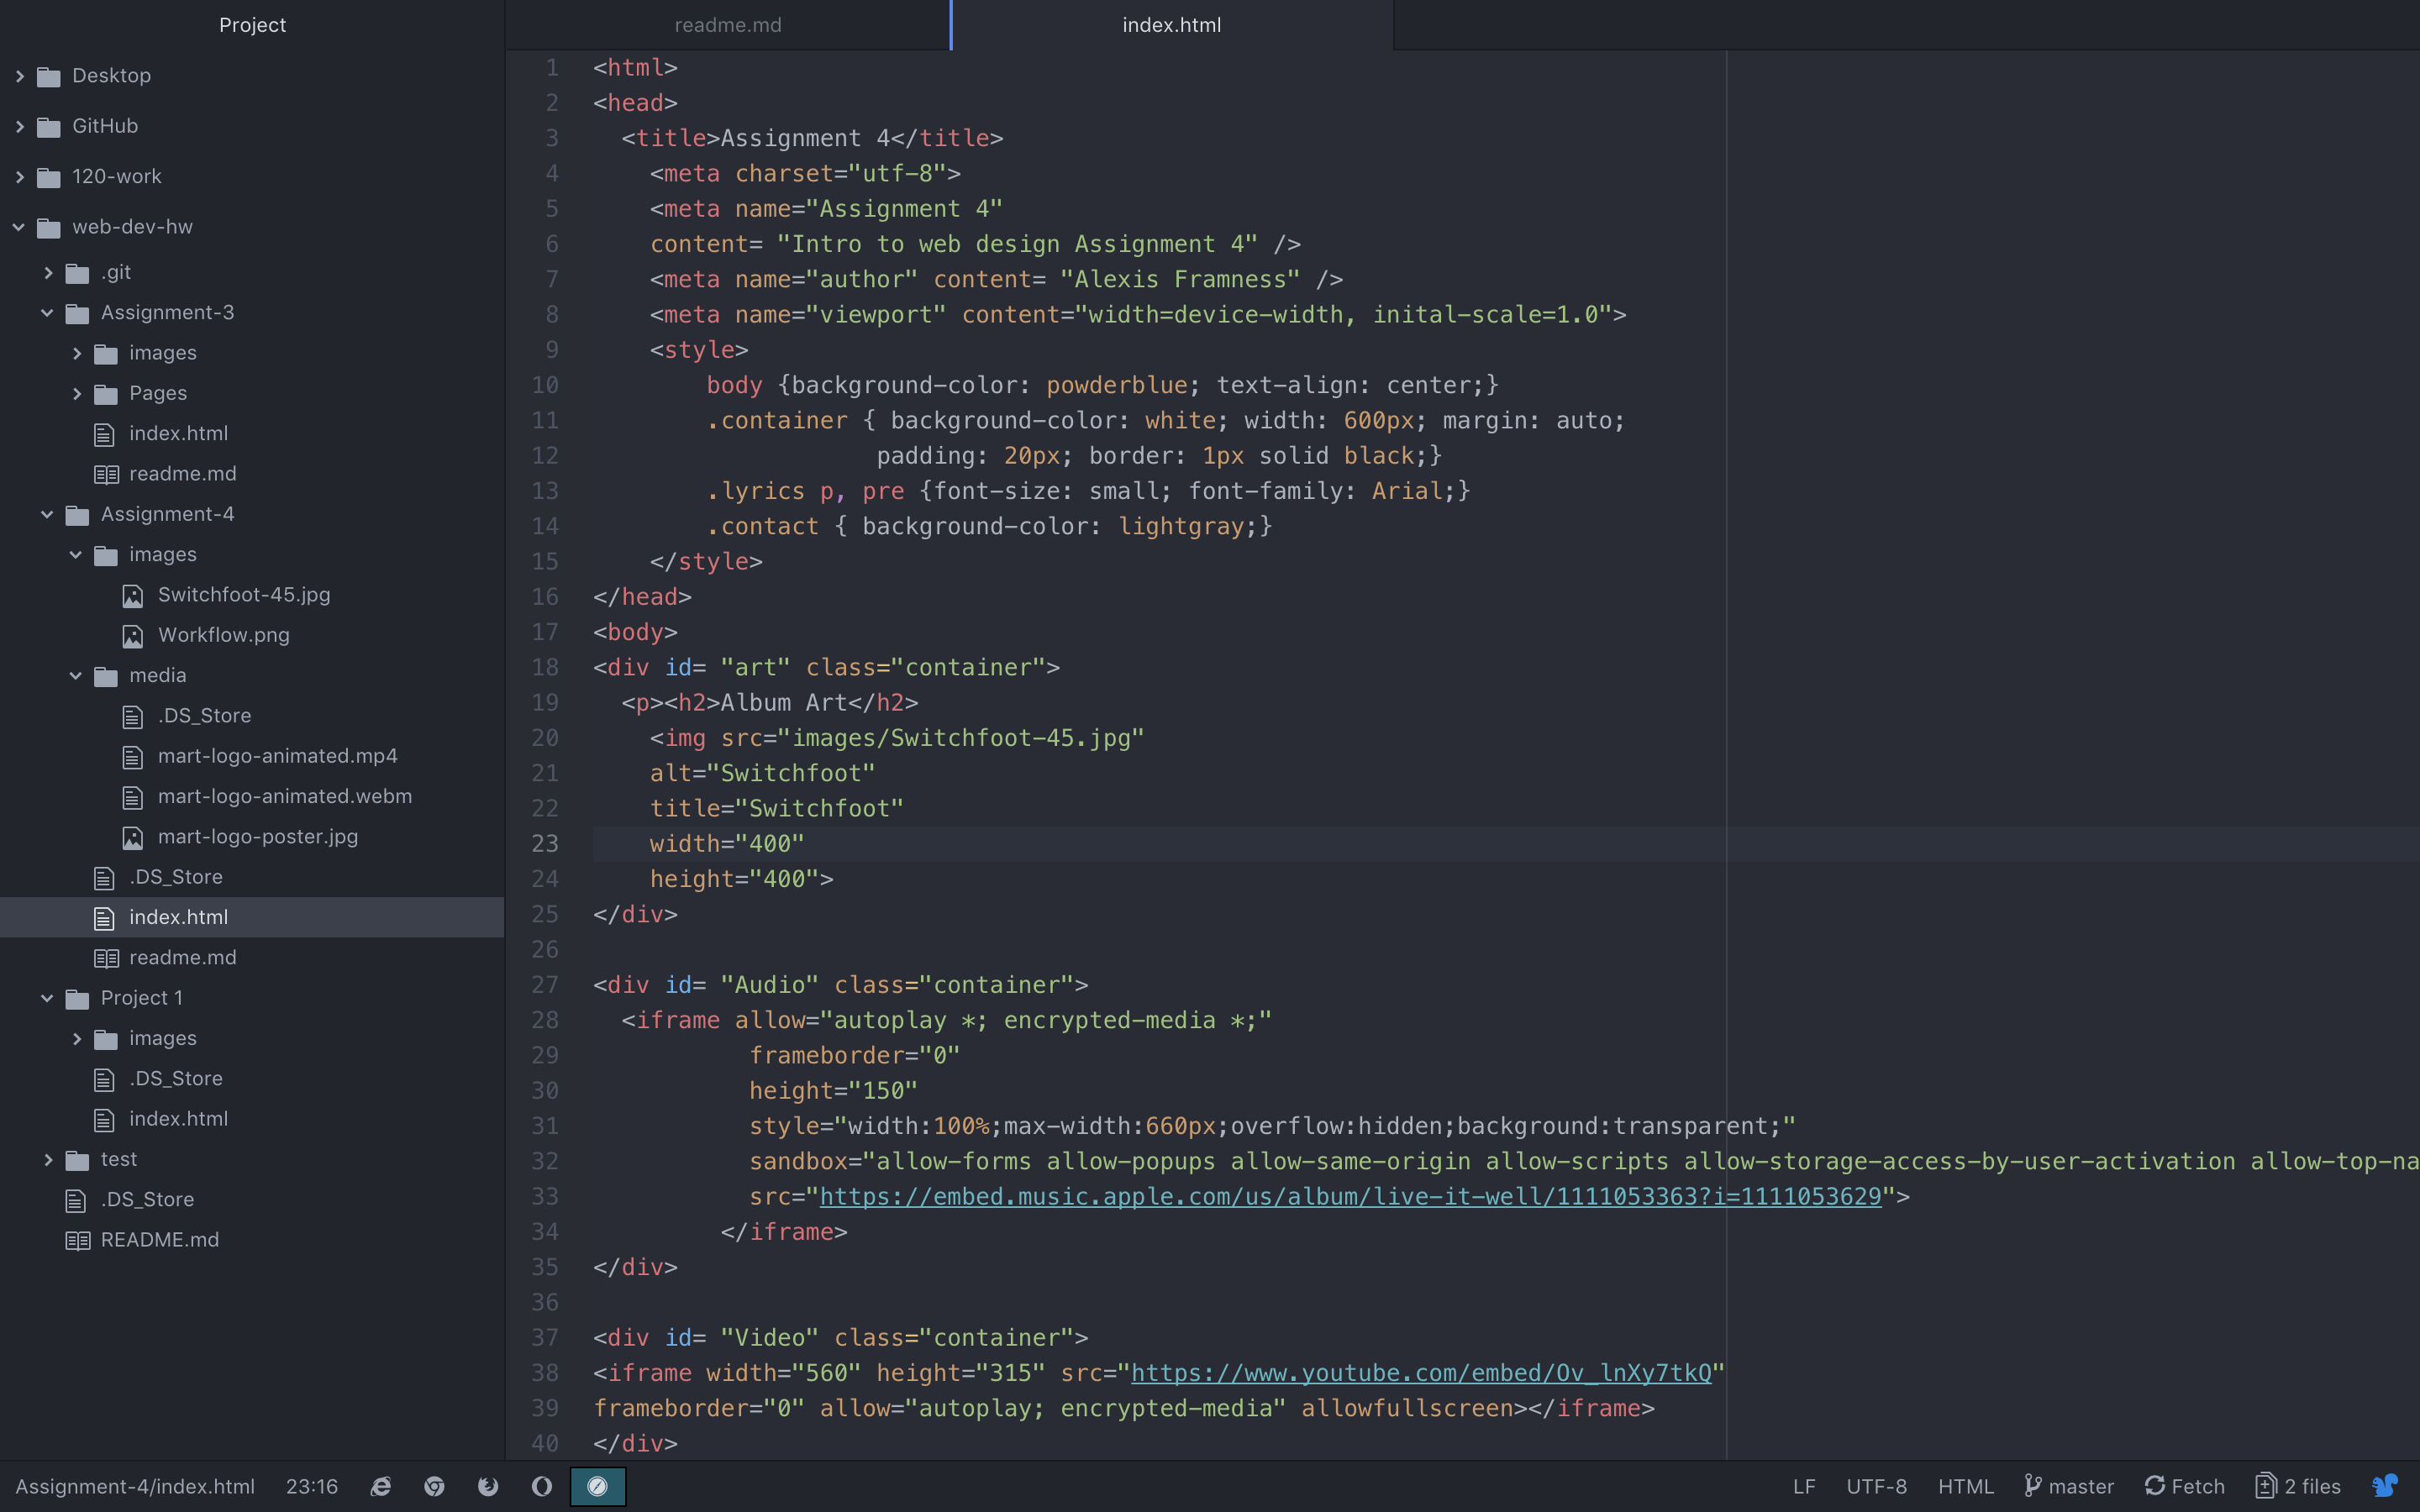 Project
Desktop
GitHub
120-work
web-dev-hw
.git
Assignment-3
images
Pages
index.html
readme.md
Assignment-4
images
Switchfoot-45.jpg
Workflow.png
media
.DS_Store
mart-logo-animated.mp4
mart-logo-animated.webm
mart-logo-poster.jpg
.DS_Store
index.html
readme.md
Project 1
images
.DS_Store
index.html
test
.DS_Store
README.md
readme.md
index.html
1 <html>
2 <head>
3 <title>Assignment 4</title>
4 <meta charset="utf-8">
5 <meta name="Assignment 4"
6 content= "Intro to web design Assignment 4" />
7 <meta name="author" content= "Alexis Framness" />
8 <meta name="viewport" content="width=device-width, inital-scale=1.0">
9 <style>
10 body {background-color: powderblue; text-align: center;}
11 .container { background-color: white; width: 600px; margin: auto;
12 padding: 20px; border: 1px solid black;}
13 .lyrics p, pre {font-size: small; font-family: Arial;}
14 .contact { background-color: lightgray;}
15 </style>
16 </head>
17 <body>
18 <div id= "art" class="container">
19 <p><h2>Album Art</h2>
20 <img src="images/Switchfoot-45.jpg"
21 alt="Switchfoot"
22 title="Switchfoot"
23 width="400"
24 height="400">
25 </div>
26
27 <div id= "Audio" class="container">
28 <iframe allow="autoplay *; encrypted-media *;"
29 frameborder="0"
30 height="150"
31 style="width:100%;max-width:660px;overflow:hidden;background:transparent;"
32 sandbox="allow-forms allow-popups allow-same-origin allow-scripts allow-storage-access-by-user-activation allow-top-na
33 src="https://embed.music.apple.com/us/album/live-it-well/1111053363?i=1111053629">
34 </iframe>
35 </div>
36
37 <div id= "Video" class="container">
38 <iframe width="560" height="315" src="https://www.youtube.com/embed/Ov_lnXy7tkQ"
39 frameborder="0" allow="autoplay; encrypted-media" allowfullscreen></iframe>
40 </div>
Assignment-4/index.html 23:16 LF UTF-8 HTML master Fetch 2 files